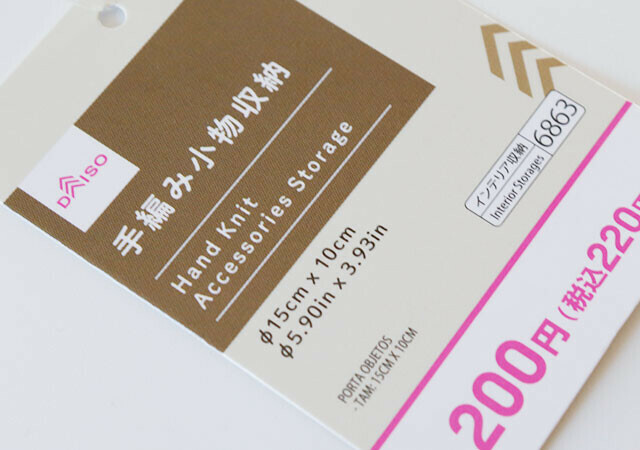 DAISO
手編み小物収納
Hand Knit
Accessories Storage
φ15cm x 10cm
φ5.90in x 3.93in
PORTA OBJETOS
- TAM: 15CM X 10CM
インテリア収納
Interior Storages
6863
200円(税込220円